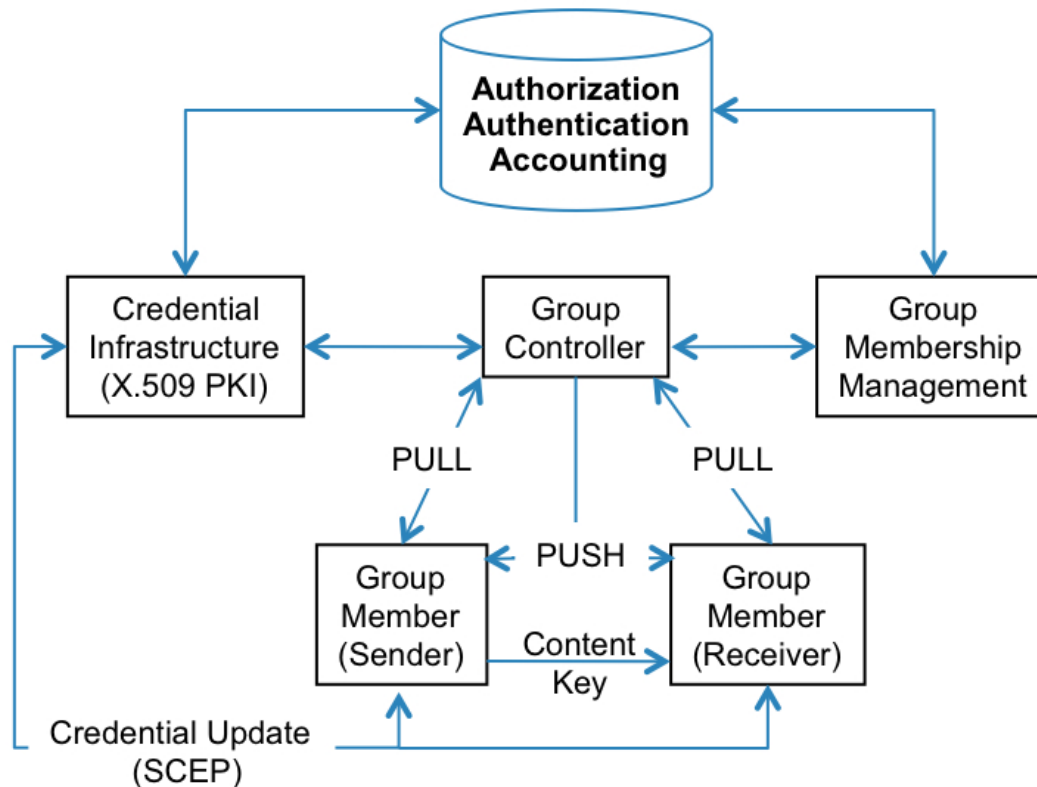 Authorization
Authentication
Accounting
Credential
Infrastructure
(X.509 PKI)
Group
Controller
Group
Membership
Management
PULL
PULL
PUSH
Group
Member
(Sender)
Content
Key
Group
Member
(Receiver)
Credential Update
(SCEP)